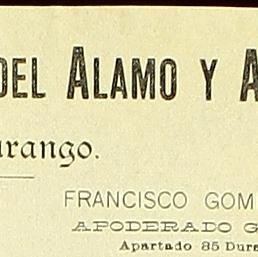 DEL ALAMO Y A
urango.
FRANCISCO GOM
APODERADO G
Apartado 85 Dura